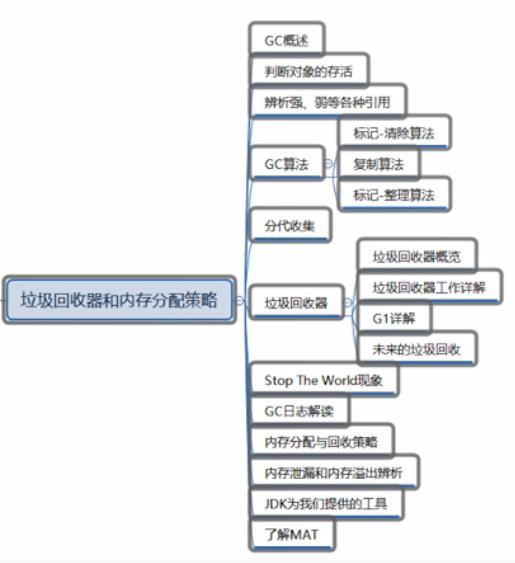 垃圾回收器和内存分配策略
GC概述
判断对象的存活
辨析强、弱等各种引用
GC算法
标记-清除算法
复制算法
标记-整理算法
分代收集
垃圾回收器
垃圾回收器概览
垃圾回收器工作详解
G1详解
未来的垃圾回收
Stop The World现象
GC日志解读
内存分配与回收策略
内存泄漏和内存溢出辨析
JDK为我们提供的工具
了解MAT